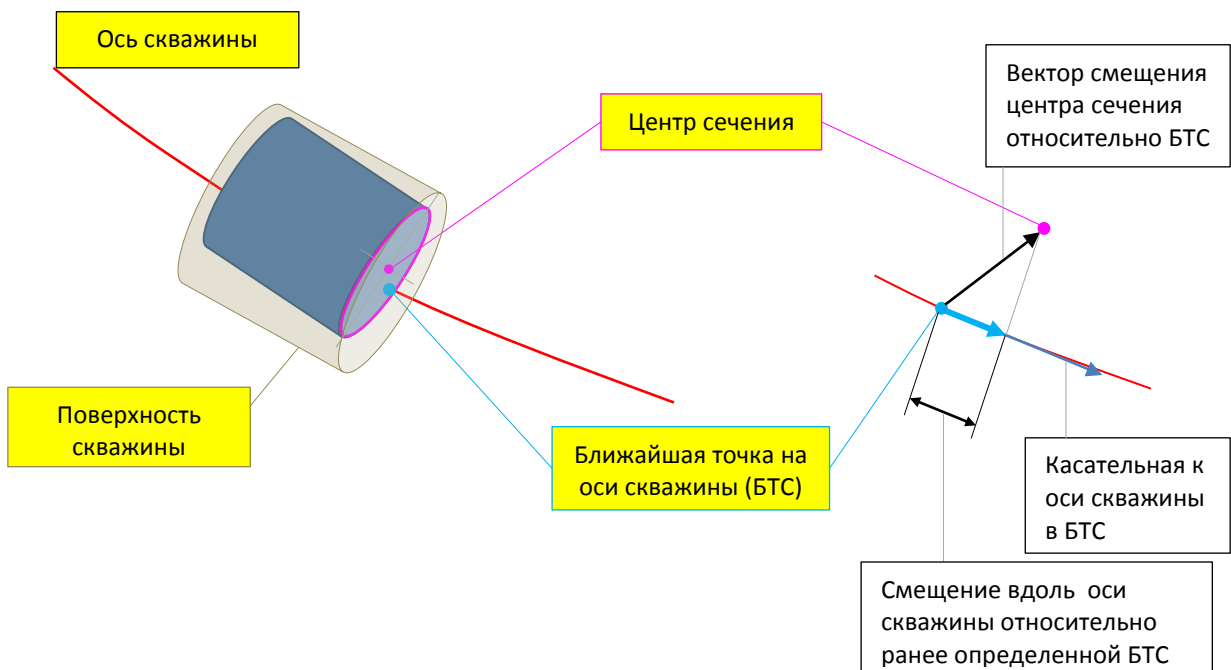 Ось скважины
Вектор смещения
центра сечения
относительно БТС
Центр сечения
Поверхность
скважины
Ближайшая точка на
оси скважины (БТС)
Касательная к
оси скважины
в БТС
Смещение вдоль оси
скважины относительно
ранее определенной БТС